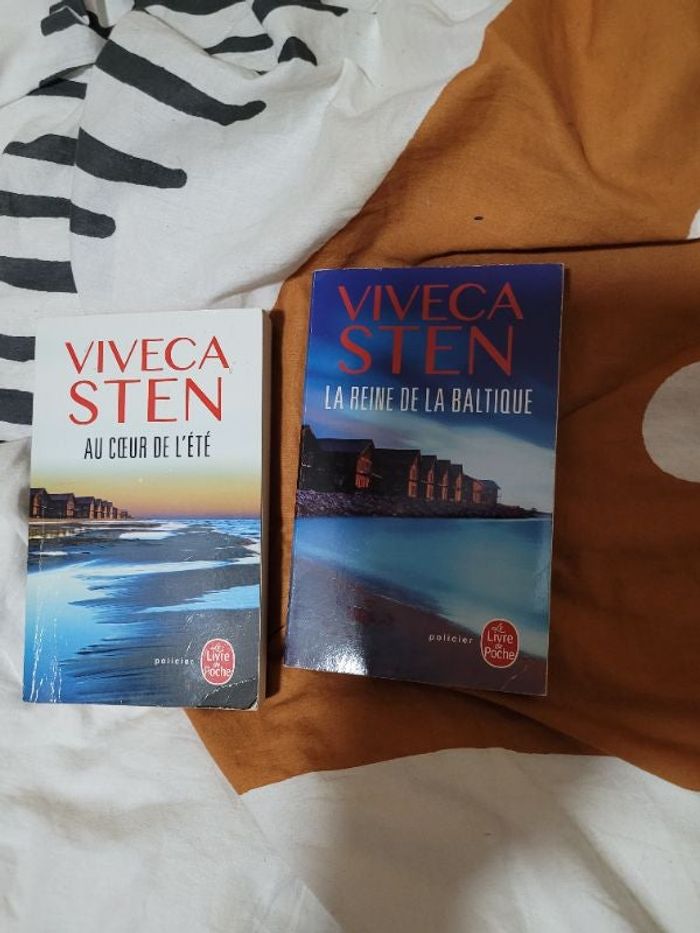 VIVECA
STEN
AU CŒUR DE L'ÉTÉ
policier
Le
Livre
de
Poche
VIVECA
STEN
LA REINE DE LA BALTIQUE
policier
Le
Livre
de
Poche